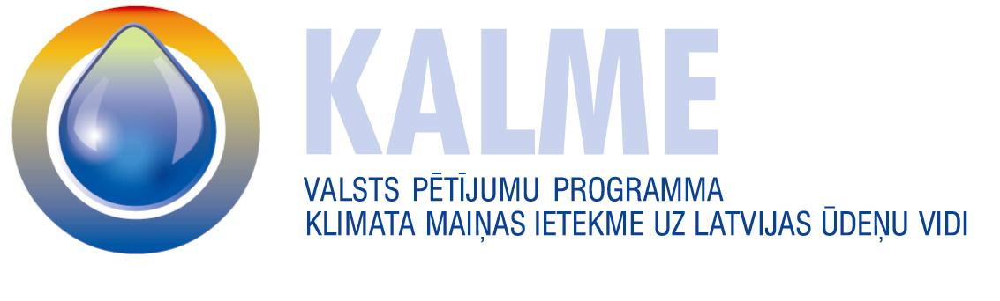 KALME
VALSTS PĒTĪJUMU PROGRAMMA
KLIMATA MAIŅAS IETEKME UZ LATVIJAS ŪDEŅU VIDI